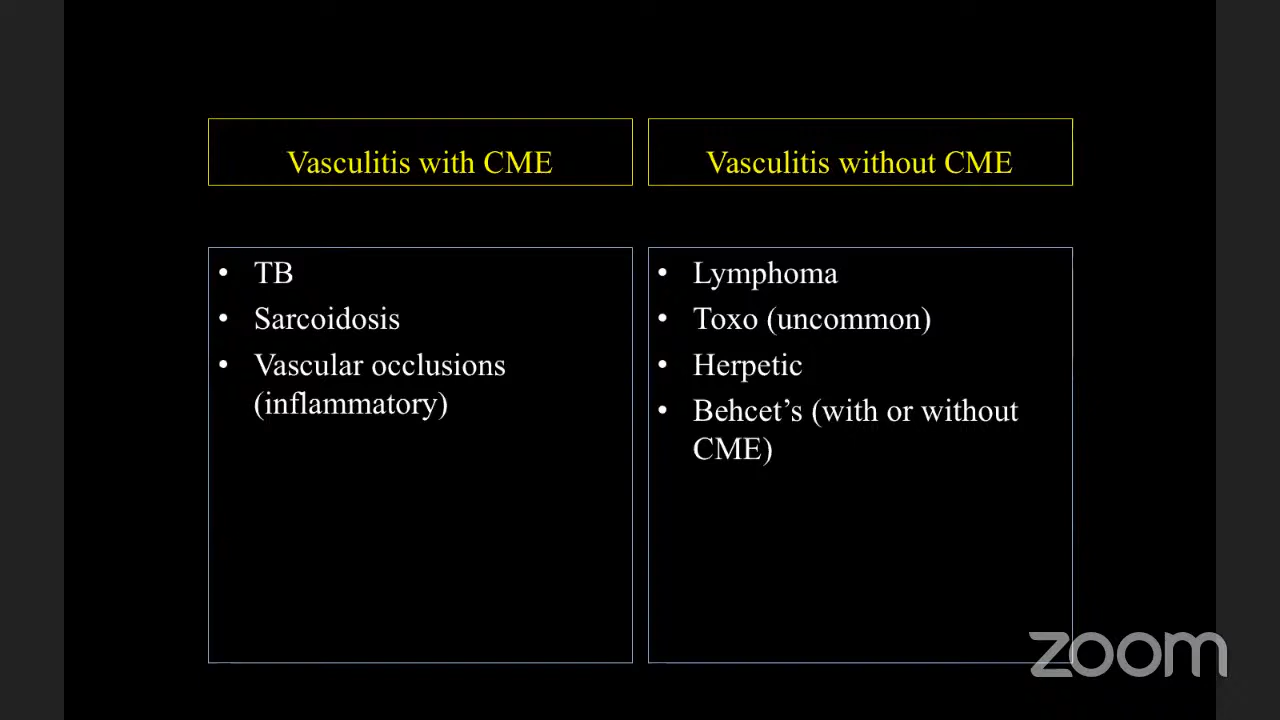 Vasculitis with CME
Vasculitis without CME
• TB
• Sarcoidosis
• Vascular occlusions
(inflammatory)
• Lymphoma
• Toxo (uncommon)
• Herpetic
• Behcet’s (with or without
CME)
zoom